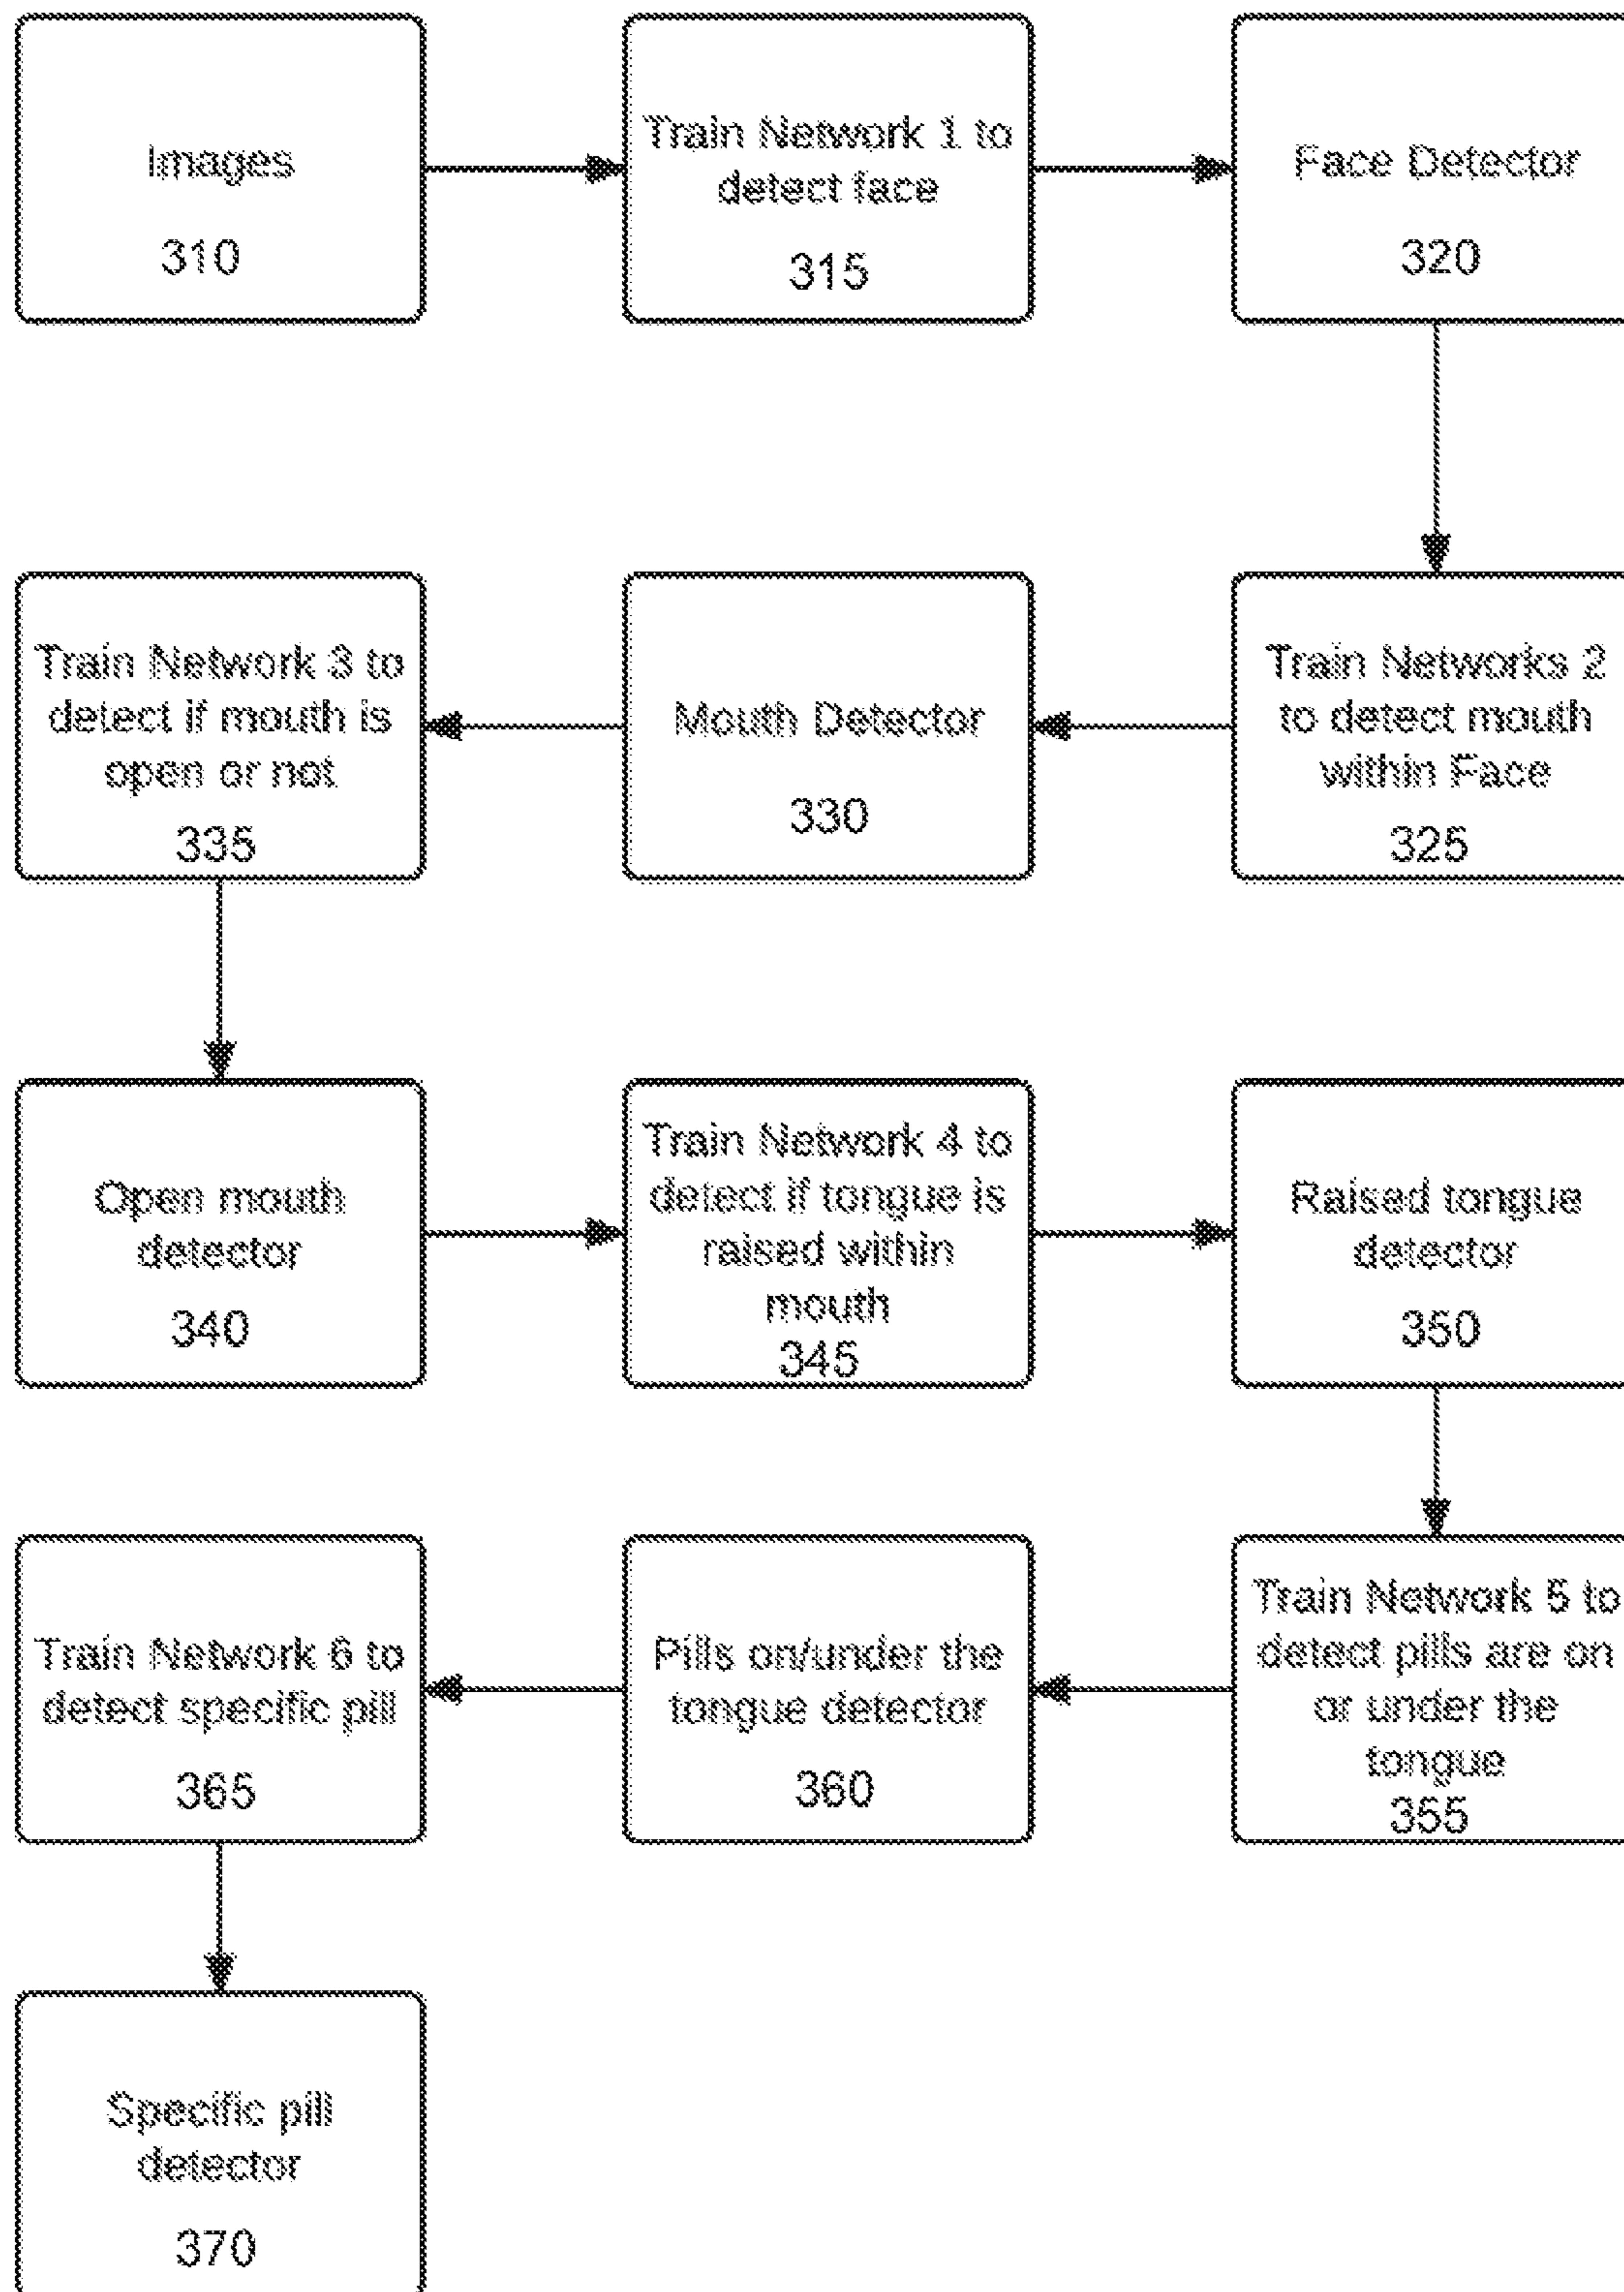 Images
310
Train Network 1 to
detect face
315
Face Detector
320
Train Networks 2
to detect mouth
within Face
325
Mouth Detector
330
Train Network 3 to
detect if mouth is
open or not
335
Open mouth
detector
340
Train Network 4 to
detect if tongue is
raised within
mouth
345
Raised tongue
detector
350
Train Network 5 to
detect pills are on
or under the
tongue
355
Pills on/under the
tongue detector
360
Train Network 6 to
detect specific pill
365
Specific pill
detector
370